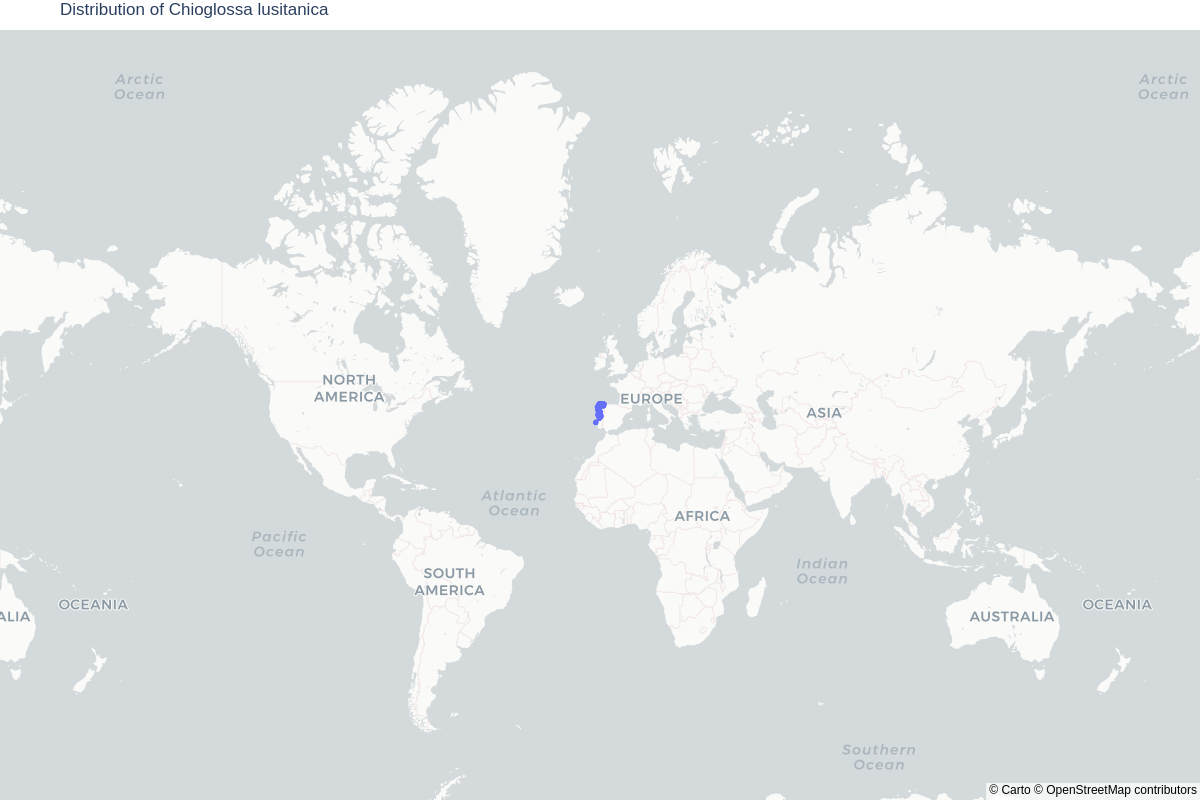 Distribution of Chioglossa lusitanica
Arctic
Ocean
Arctic
Ocean
NORTH
AMERICA
EUROPE
ASIA
Atlantic
Ocean
AFRICA
Pacific
Ocean
Indian
Ocean
SOUTH
AMERICA
OCEANIA
OCEANIA
ALIA
AUSTRALIA
Southern
Ocean
© Carto © OpenStreetMap contributors